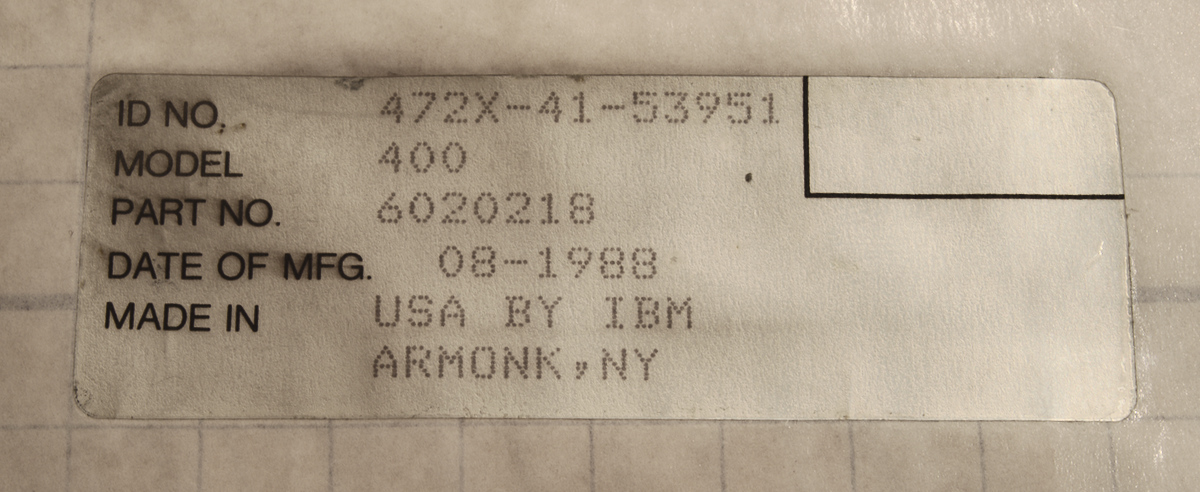 ID NO. 472X-41-53951
MODEL 400
PART NO. 6020218
DATE OF MFG. 08-1988
MADE IN USA BY IBM
ARMONK,NY